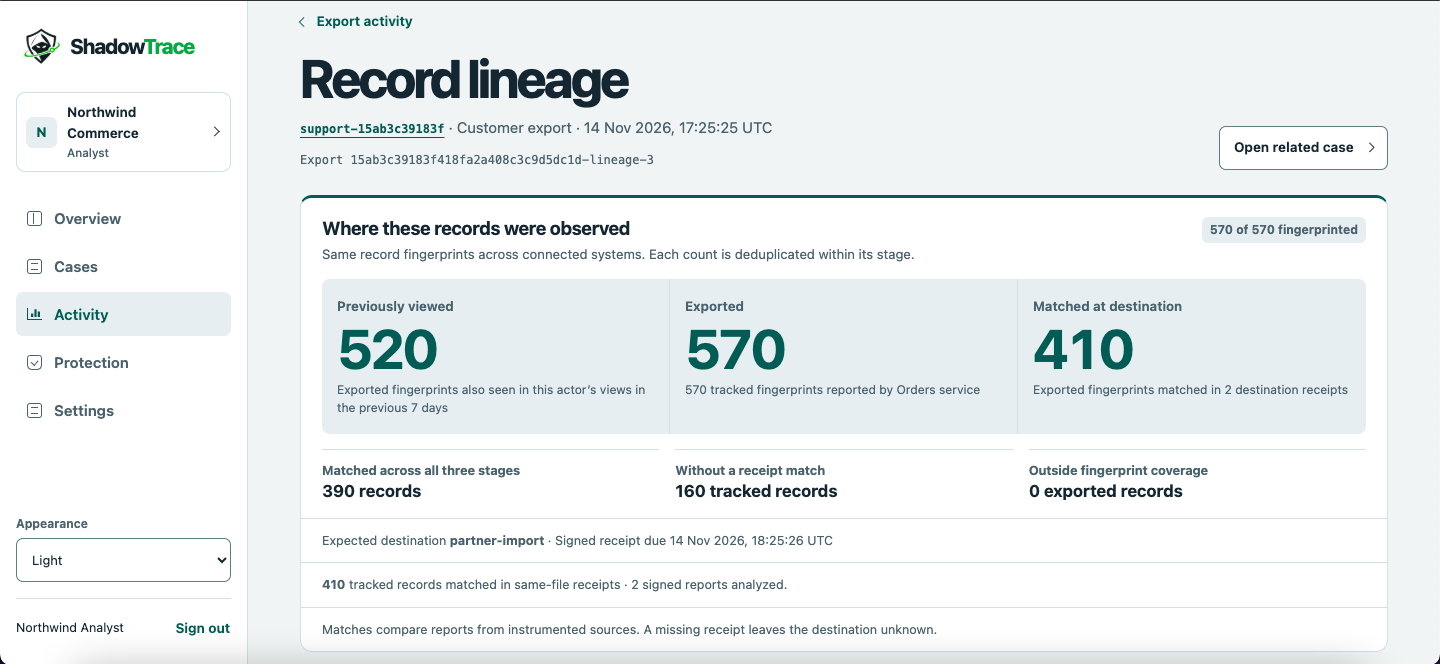 ShadowTrace
N
Northwind
Commerce
Analyst
Overview
Cases
Activity
Protection
Settings
Appearance
Light
Northwind Analyst
Sign out
Export activity
Record lineage
support-15ab3c39183f · Customer export · 14 Nov 2026, 17:25:25 UTC
Export 15ab3c39183f418fa2a408c3c9d5dc1d-lineage-3
Open related case
Where these records were observed
570 of 570 fingerprinted
Same record fingerprints across connected systems. Each count is deduplicated within its stage.
Previously viewed
520
Exported fingerprints also seen in this actor's views in
the previous 7 days
Exported
570
570 tracked fingerprints reported by Orders service
Matched at destination
410
Exported fingerprints matched in 2 destination receipts
Matched across all three stages
390 records
Without a receipt match
160 tracked records
Outside fingerprint coverage
0 exported records
Expected destination partner-import · Signed receipt due 14 Nov 2026, 18:25:26 UTC
410 tracked records matched in same-file receipts · 2 signed reports analyzed.
Matches compare reports from instrumented sources. A missing receipt leaves the destination unknown.